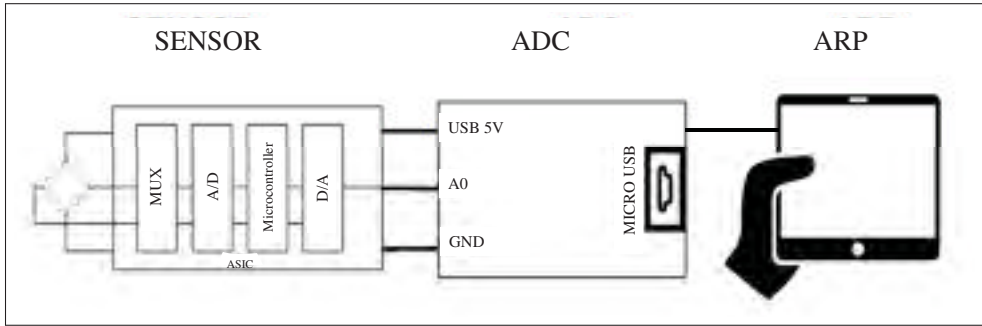 SENSOR
ADC
ARP
MUX
A/D
Microcontroller
D/A
ASIC
USB 5V
A0
GND
MICRO USB